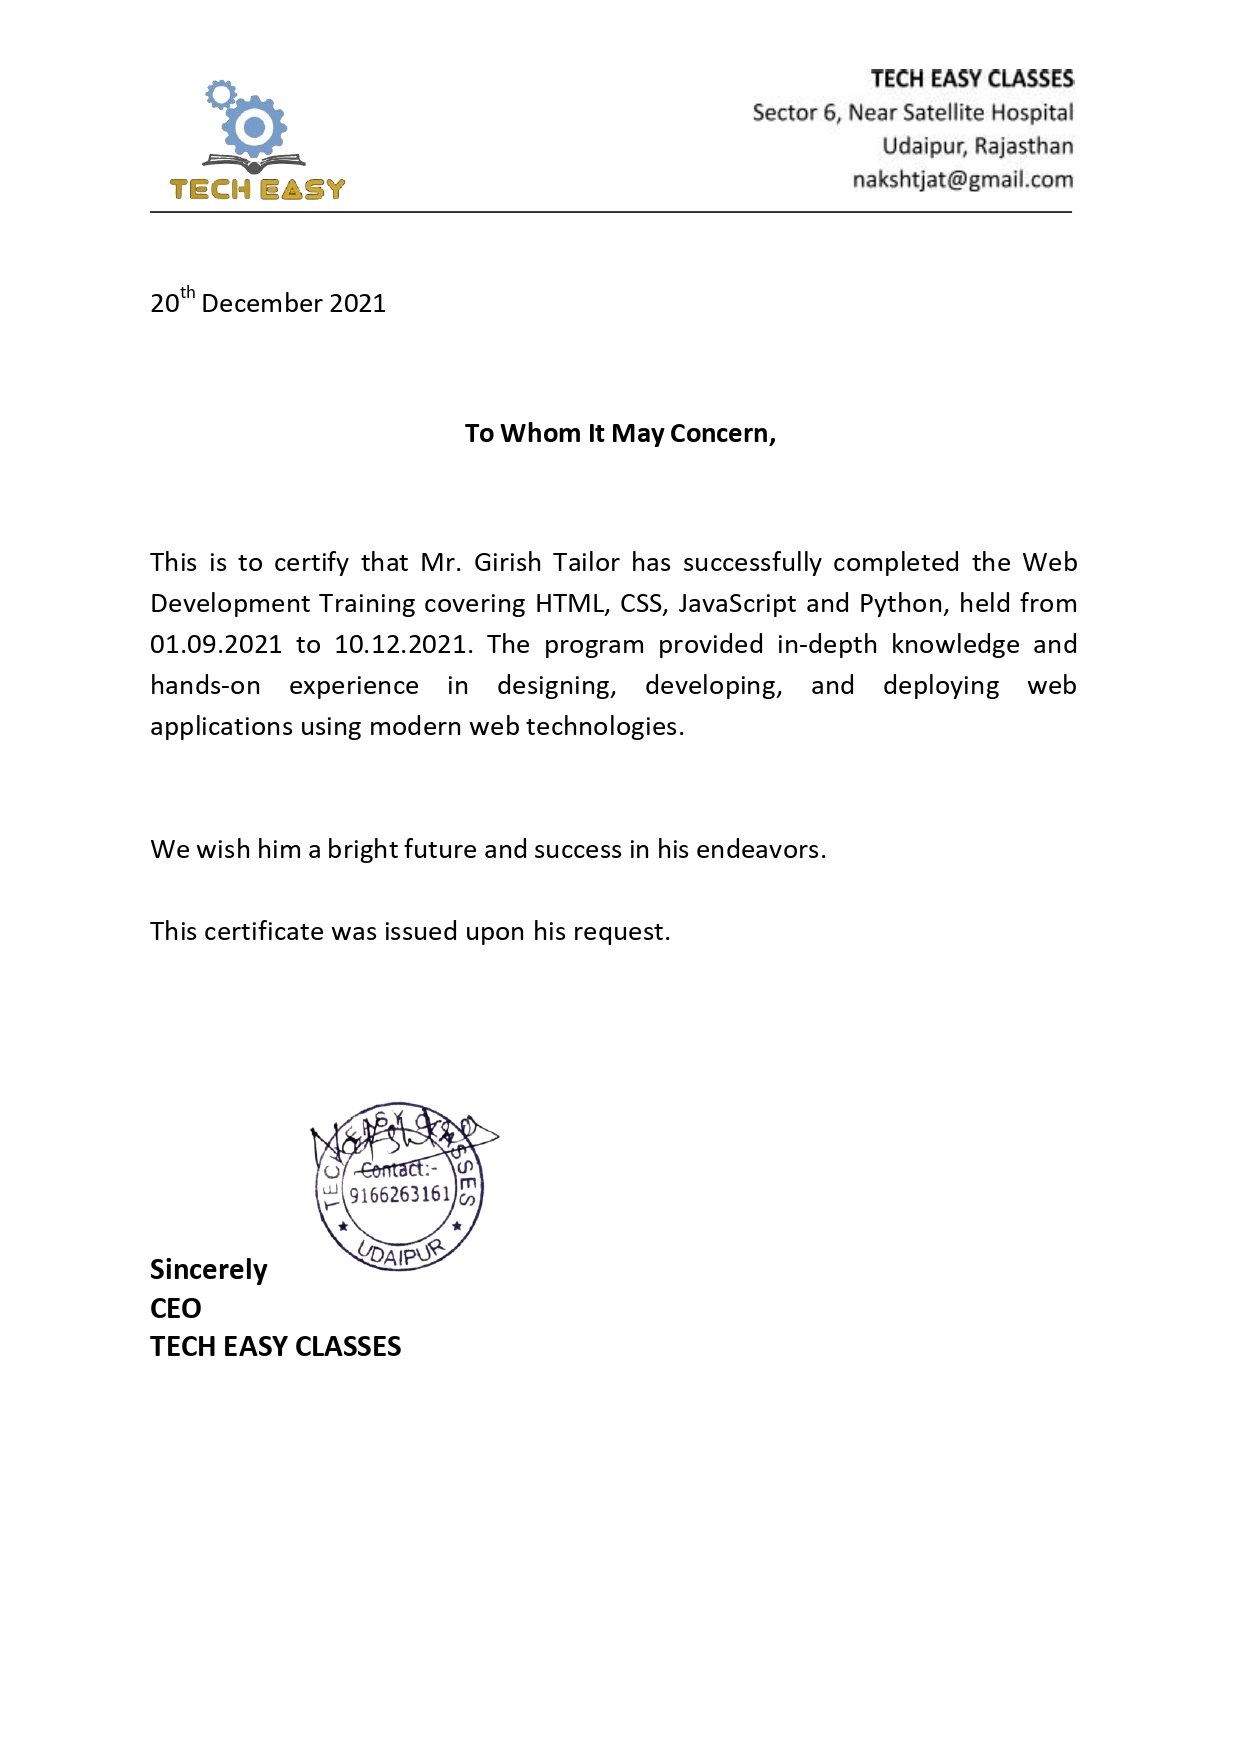 TECH EASY
TECH EASY CLASSES
Sector 6, Near Satellite Hospital
Udaipur, Rajasthan
nakshtjat@gmail.com
20th December 2021
To Whom It May Concern,
This is to certify that Mr. Girish Tailor has successfully completed the Web
Development Training covering HTML, CSS, JavaScript and Python, held from
01.09.2021 to 10.12.2021. The program provided in-depth knowledge and
hands-on experience in designing, developing, and deploying web
applications using modern web technologies.
We wish him a bright future and success in his endeavors.
This certificate was issued upon his request.
TECH EASY CLASSES
Contact:-
9166263161
UDAIPUR
Sincerely
CEO
TECH EASY CLASSES